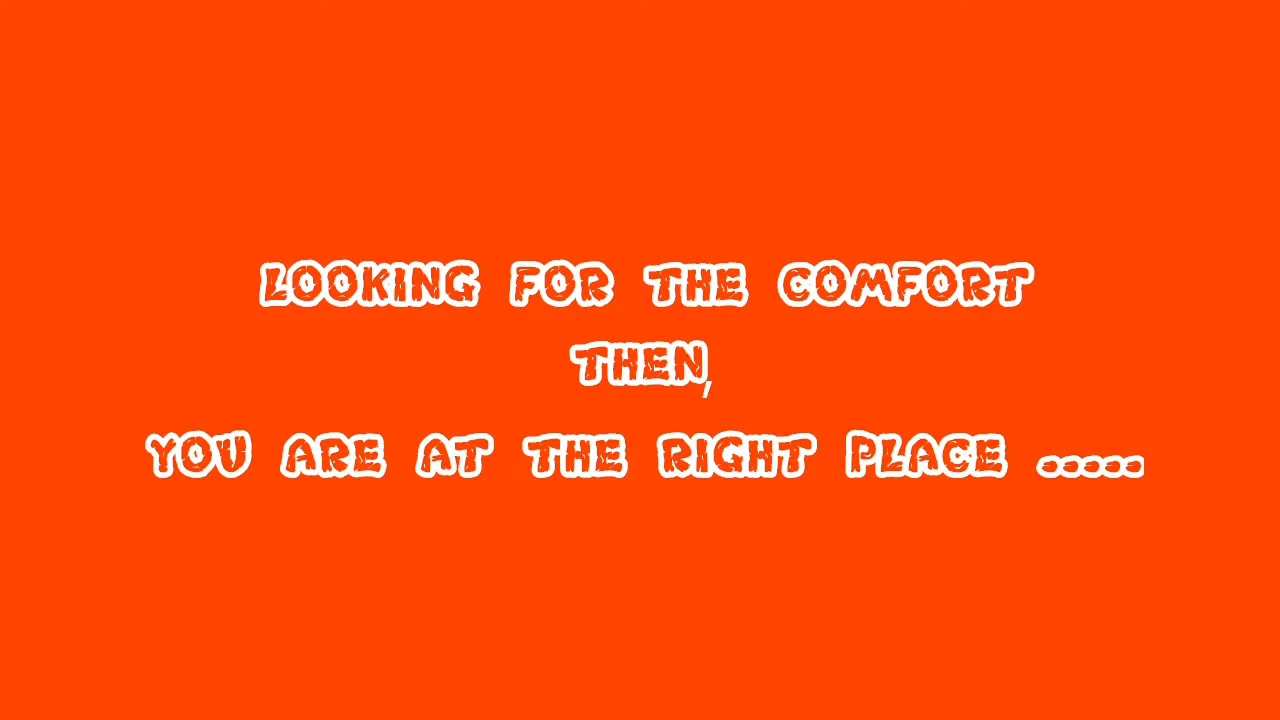 LOOKING FOR THE COMFORT
THEN,
YOU ARE AT THE RIGHT PLACE .....